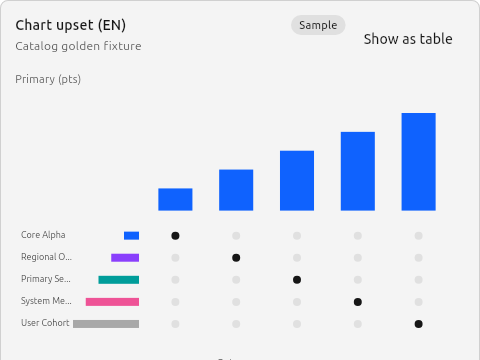 Chart upset (EN)
Sample
Show as table
Catalog golden fixture
Primary (pts)
Core Alpha
Regional O...
Primary Se...
System Me...
User Cohort